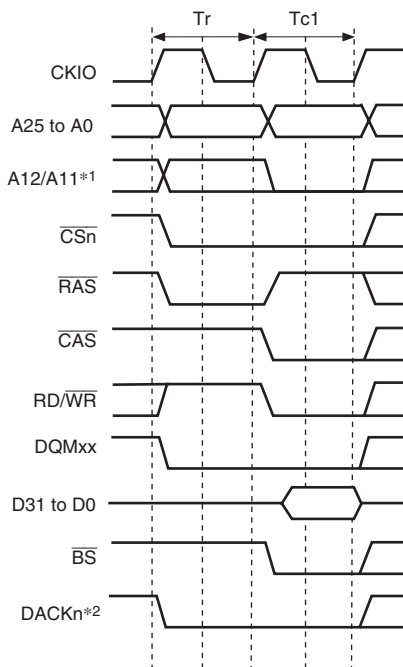 Tr Tc1
CKIO
A25 to A0
A12/A11*1
CSn
RAS
CAS
RD/WR
DQMxx
D31 to D0
BS
DACKn*2